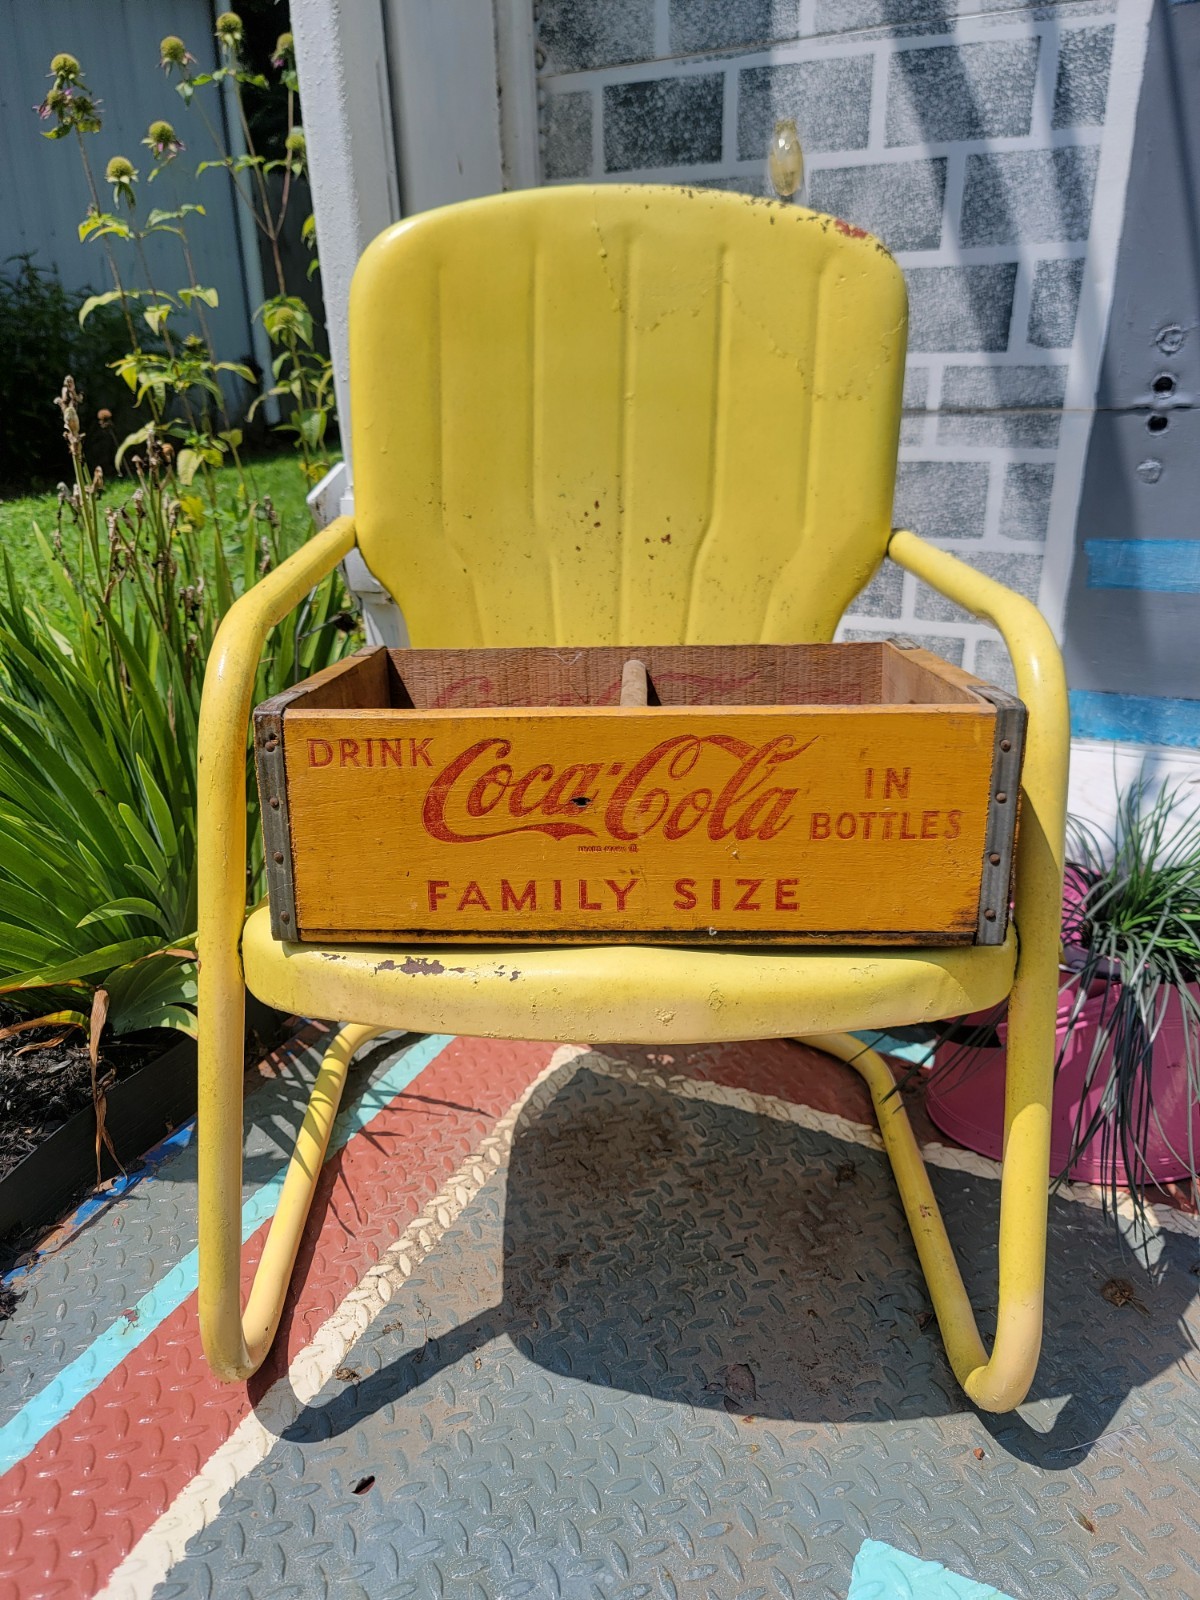 DRINK Coca-Cola IN
BOTTLES
FAMILY SIZE